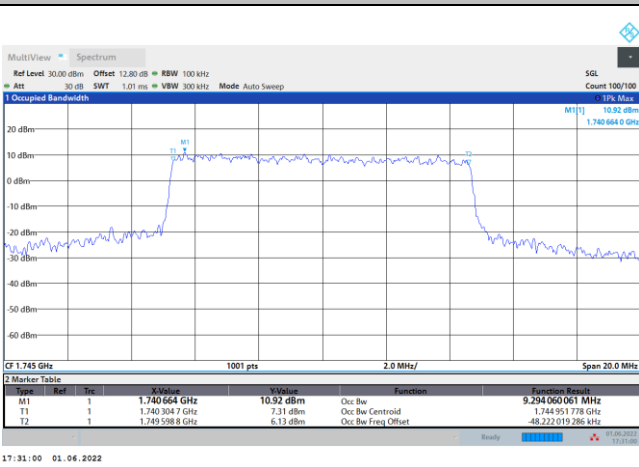 MultiView Spectrum
Ref Level 30.00 dBm Offset 12.80 dB RBW 100 kHz SGL
Att 30 dB SWT 1.01 ms VBW 300 kHz Mode Auto Sweep Count 100/100
1 Occupied Bandwidth 1Pk Max
M1[1] 10.92 dBm
1.740 664 0 GHz
20 dBm
M1
T1 T2
10 dBm
0 dBm
-10 dBm
-20 dBm
-30 dBm
-40 dBm
-50 dBm
-60 dBm
CF 1.745 GHz 1001 pts 2.0 MHz/ Span 20.0 MHz
2 Marker Table
Type Ref Trc X-Value Y-Value Function Function Result
M1 1 1.740 664 GHz 10.92 dBm Occ Bw 9.294 060 061 MHz
T1 1 1.740 304 7 GHz 7.31 dBm Occ Bw Centroid 1.744 951 778 GHz
T2 1 1.749 598 8 GHz 6.13 dBm Occ Bw Freq Offset -48.222 019 286 kHz
Ready 01.06.2022
17:31:00
17:31:00 01.06.2022